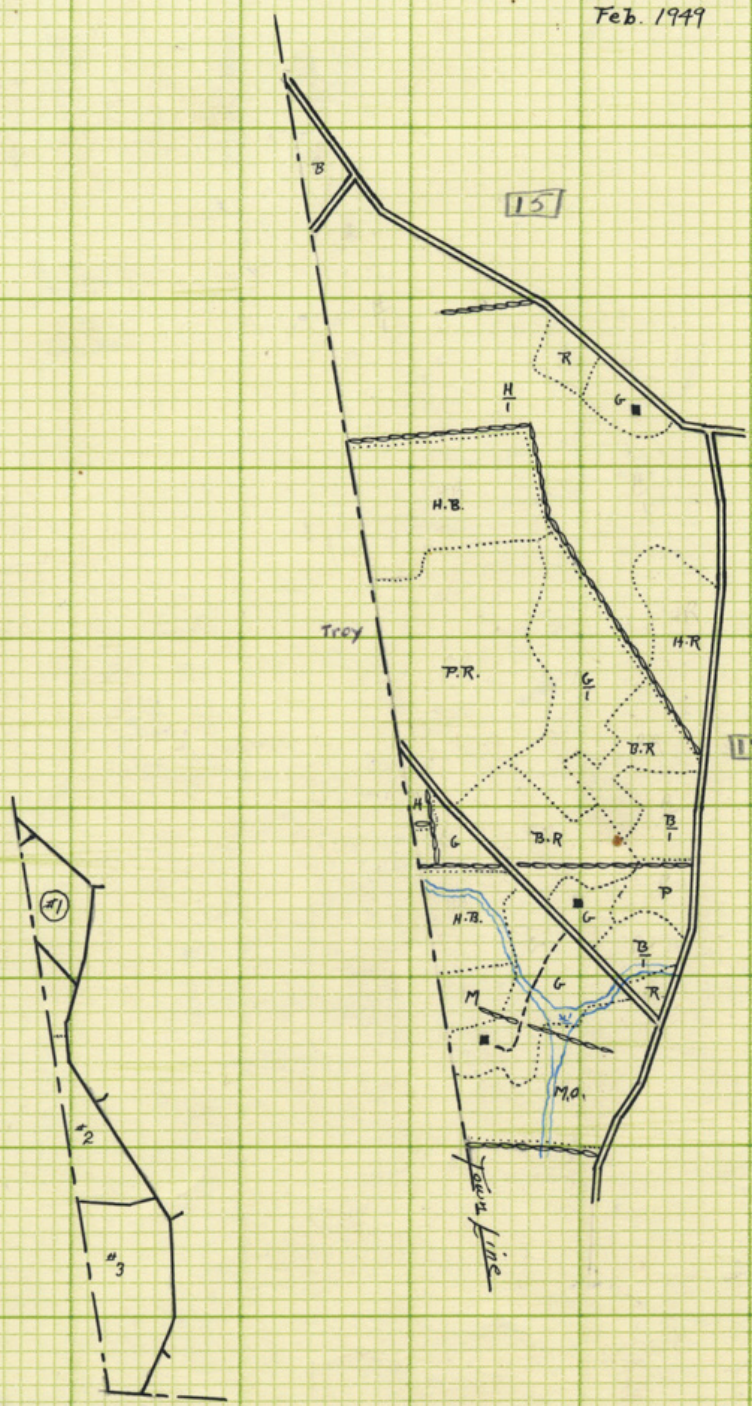 Feb. 1949
B
15
R
H
1
G
H.B.
Troy
H.R
P.R.
G
1
B.R
H
G
B.R
B
1
P
H.B.
G
B
1
G
R
M
M.O.
Town Line
#1
#2
#3